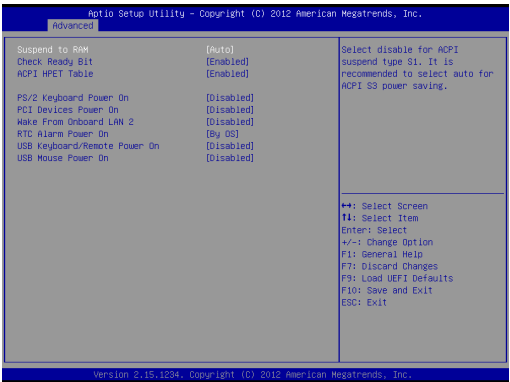 Aptio Setup Utility - Copyright (C) 2012 American Megatrends, Inc.
Advanced
Suspend to RAM [Auto]
Check Ready Bit [Enabled]
ACPI HPET Table [Enabled]
PS/2 Keyboard Power On [Disabled]
PCI Devices Power On [Disabled]
Wake From Onboard LAN 2 [Disabled]
RTC Alarm Power On [By OS]
USB Keyboard/Remote Power On [Disabled]
USB Mouse Power On [Disabled]
Select disable for ACPI
suspend type S1. It is
recommended to select auto for
ACPI S3 power saving.
↔: Select Screen
↑↓: Select Item
Enter: Select
+/-: Change Option
F1: General Help
F7: Discard Changes
F9: Load UEFI Defaults
F10: Save and Exit
ESC: Exit
Version 2.15.1234. Copyright (C) 2012 American Megatrends, Inc.